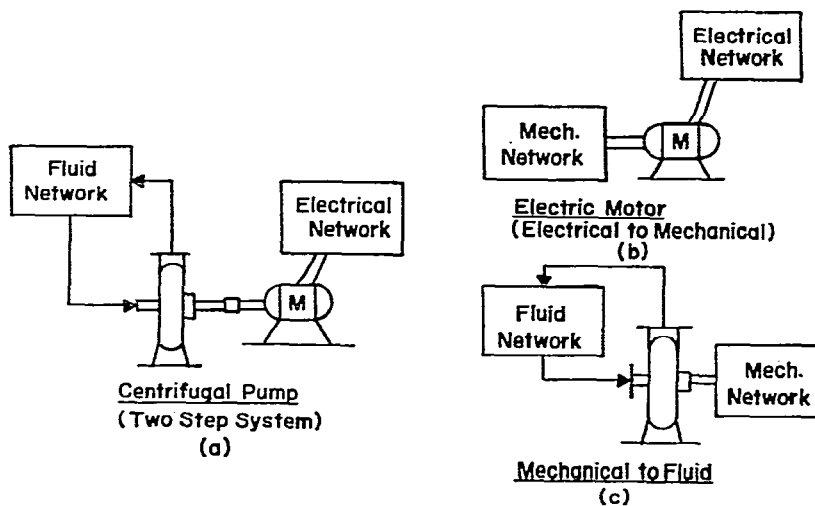 Fluid
Network
Electrical
Network
M
Centrifugal Pump
(Two Step System)
(a)
Electrical
Network
Mech.
Network
M
Electric Motor
(Electrical to Mechanical)
(b)
Fluid
Network
Mech.
Network
Mechanical to Fluid
(c)